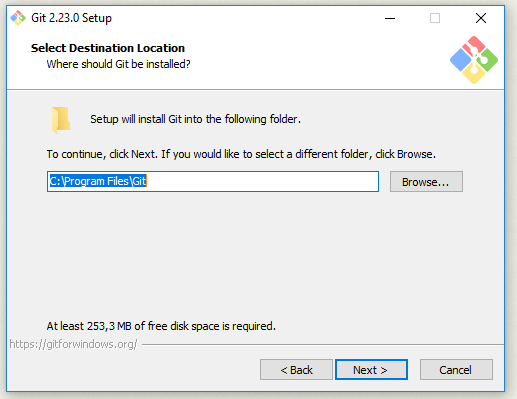 Git 2.23.0 Setup
Select Destination Location
Where should Git be installed?
Setup will install Git into the following folder.
To continue, click Next. If you would like to select a different folder, click Browse.
C:\Program Files\Git
Browse...
At least 253,3 MB of free disk space is required.
https://gitforwindows.org/
< Back
Next >
Cancel